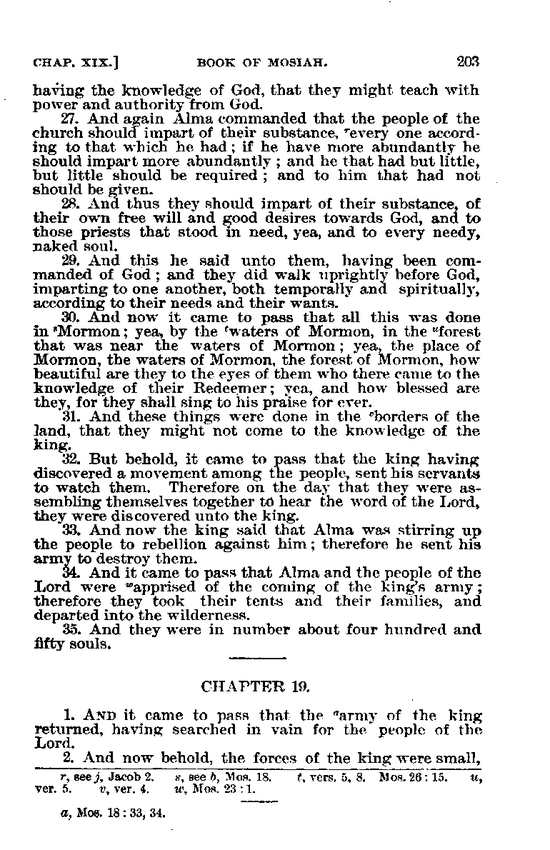 CHAP. XIX.] BOOK OF MOSIAH. 203
having the knowledge of God, that they might teach with
power and authority from God.
27. And again Alma commanded that the people of the
church should impart of their substance, ʳevery one accord-
ing to that which he had; if he have more abundantly he
should impart more abundantly; and he that had but little,
but little should be required; and to him that had not
should be given.
28. And thus they should impart of their substance, of
their own free will and good desires towards God, and to
those priests that stood in need, yea, and to every needy,
naked soul.
29. And this he said unto them, having been com-
manded of God; and they did walk uprightly before God,
imparting to one another, both temporally and spiritually,
according to their needs and their wants.
30. And now it came to pass that all this was done
in ˢMormon; yea, by the ᵗwaters of Mormon, in the ᵘforest
that was near the waters of Mormon; yea, the place of
Mormon, the waters of Mormon, the forest of Mormon, how
beautiful are they to the eyes of them who there came to the
knowledge of their Redeemer; yea, and how blessed are
they, for they shall sing to his praise for ever.
31. And these things were done in the ᵛborders of the
land, that they might not come to the knowledge of the
king.
32. But behold, it came to pass that the king having
discovered a movement among the people, sent his servants
to watch them. Therefore on the day that they were as-
sembling themselves together to hear the word of the Lord,
they were discovered unto the king.
33. And now the king said that Alma was stirring up
the people to rebellion against him; therefore he sent his
army to destroy them.
34. And it came to pass that Alma and the people of the
Lord were ʷapprised of the coming of the king's army;
therefore they took their tents and their families, and
departed into the wilderness.
35. And they were in number about four hundred and
fifty souls.
CHAPTER 19.
1. AND it came to pass that the ᵃarmy of the king
returned, having searched in vain for the people of the
Lord.
2. And now behold, the forces of the king were small,
r, see j, Jacob 2. s, see b, Mos. 18. t, vers. 5, 8. Mos. 26:15. u,
ver. 5. v, ver. 4. w, Mos. 23:1.
a, Mos. 18:33, 34.